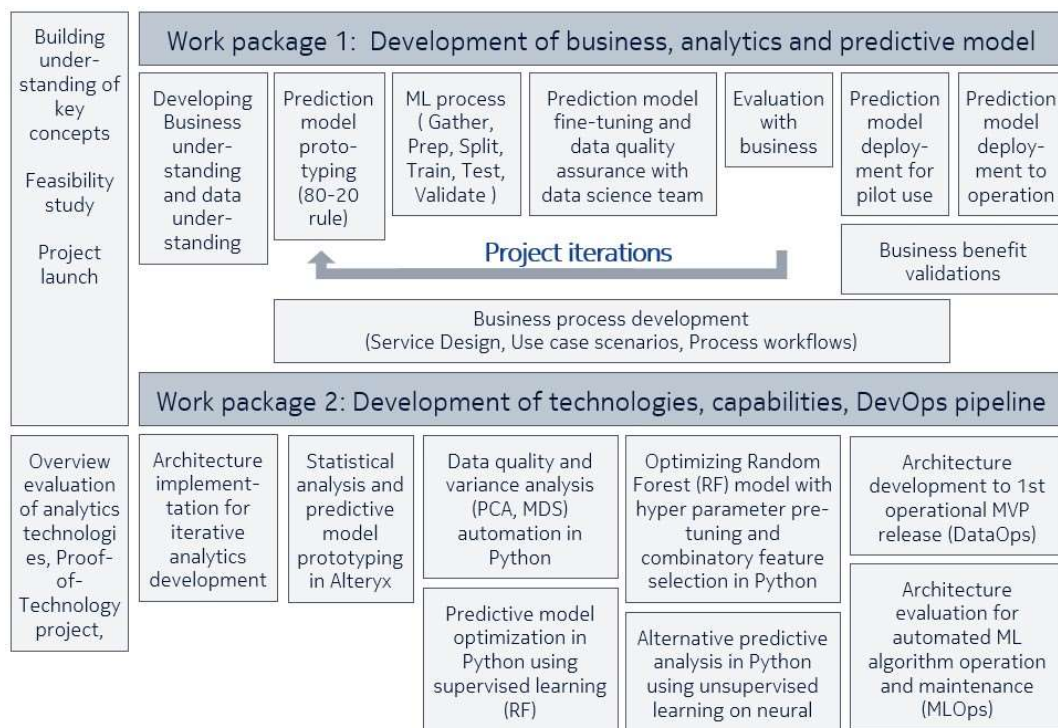 Building
under-
standing of
key
concepts
Feasibility
study
Project
launch
Work package 1: Development of business, analytics and predictive model
Developing
Business
under-
standing
and data
under-
standing
Prediction
model
proto-
typing
(80-20
rule)
ML process
( Gather,
Prep, Split,
Train, Test,
Validate )
Prediction model
fine-tuning and
data quality
assurance with
data science team
Evaluation
with
business
Prediction
model
deploy-
ment for
pilot use
Prediction
model
deploy-
ment to
operation
Project iterations
Business benefit
validations
Business process development
(Service Design, Use case scenarios, Process workflows)
Work package 2: Development of technologies, capabilities, DevOps pipeline
Overview
evaluation
of analytics
technologi
es, Proof-
of-
Technology
project,
Architecture
implemen-
tation for
iterative
analytics
development
Statistical
analysis and
predictive
model
prototyping
in Alteryx
Data quality and
variance analysis
(PCA, MDS)
automation in
Python
Predictive model
optimization in
Python using
supervised learning
(RF)
Optimizing Random
Forest (RF) model with
hyper parameter pre-
tuning and
combinatory feature
selection in Python
Alternative predictive
analysis in Python
using unsupervised
learning on neural
Architecture
development to 1st
operational MVP
release (DataOps)
Architecture
evaluation for
automated ML
algorithm operation
and maintenance
(MLOps)